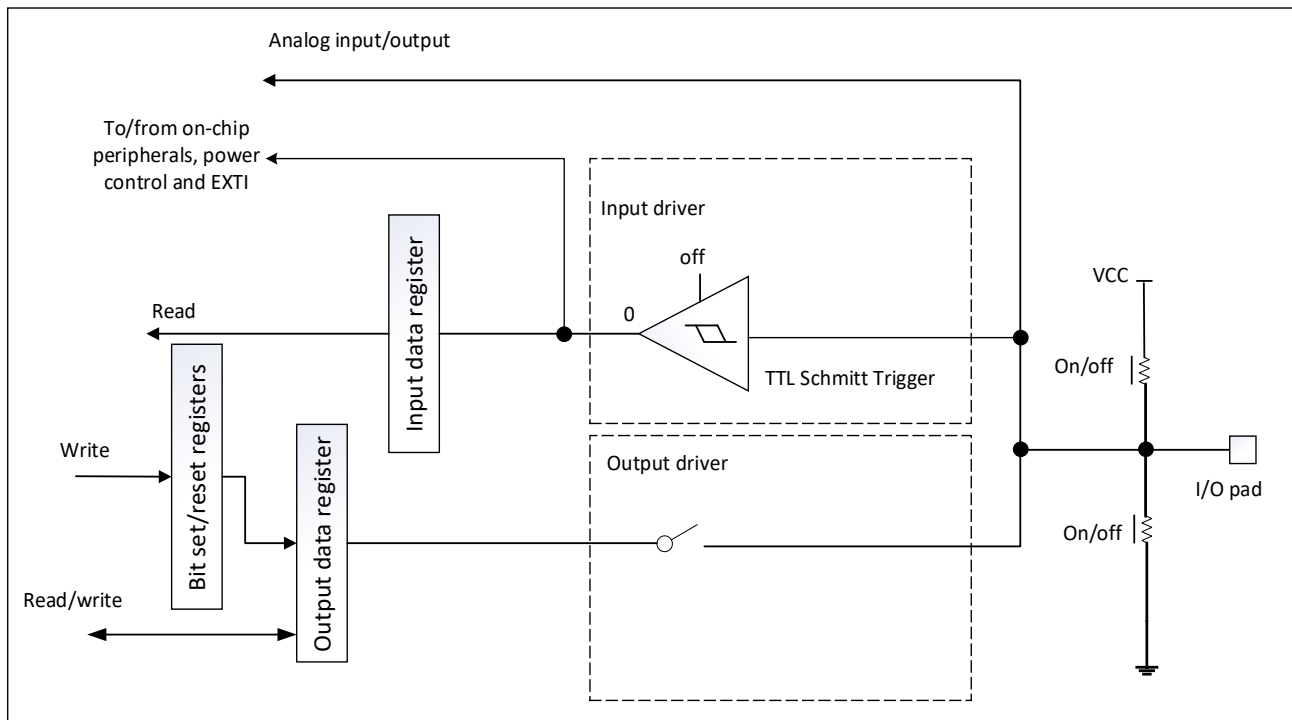 Analog input/output
To/from on-chip
peripherals, power
control and EXTI
Input driver
off
VCC
0
Read
Input data register
On/off
TTL Schmitt Trigger
Bit set/reset registers
Write
Output data register
Output driver
I/O pad
On/off
Read/write